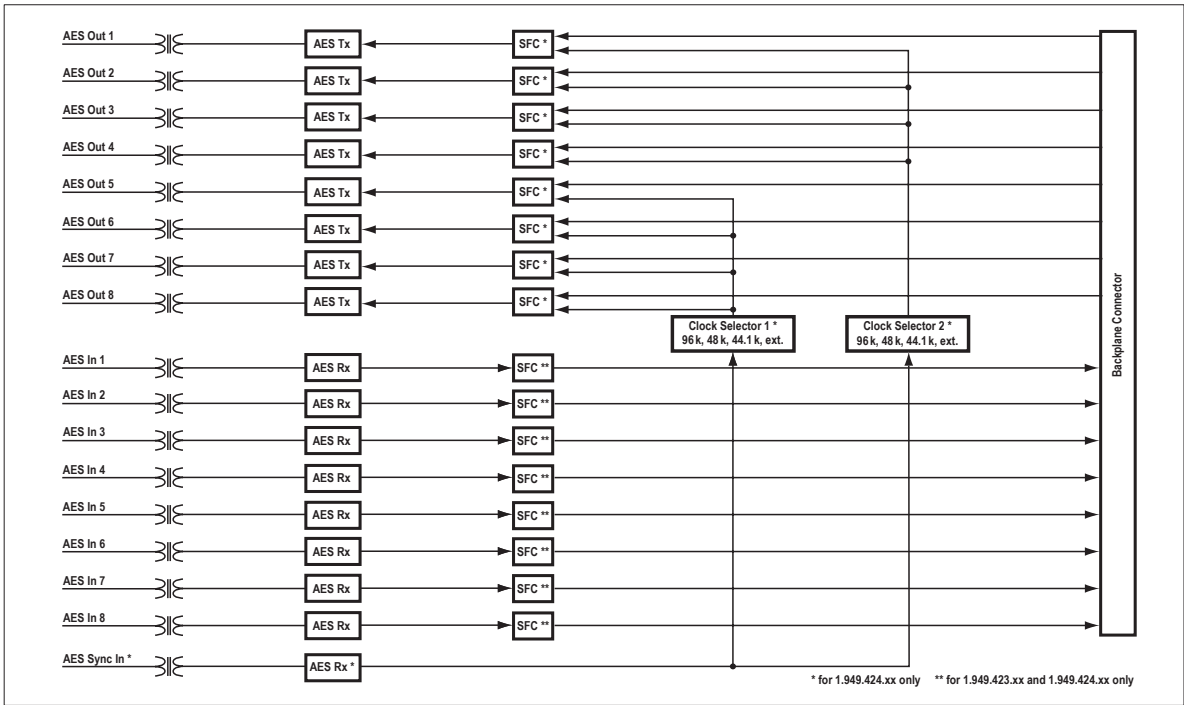 AES Out 1 AES Tx SFC *
AES Out 2 AES Tx SFC *
AES Out 3 AES Tx SFC *
AES Out 4 AES Tx SFC *
AES Out 5 AES Tx SFC *
AES Out 6 AES Tx SFC *
AES Out 7 AES Tx SFC *
AES Out 8 AES Tx SFC *
Clock Selector 1 *
96 k, 48 k, 44.1 k, ext.
Clock Selector 2 *
96 k, 48 k, 44.1 k, ext.
Backplane Connector
AES In 1 AES Rx SFC **
AES In 2 AES Rx SFC **
AES In 3 AES Rx SFC **
AES In 4 AES Rx SFC **
AES In 5 AES Rx SFC **
AES In 6 AES Rx SFC **
AES In 7 AES Rx SFC **
AES In 8 AES Rx SFC **
AES Sync In * AES Rx *
* for 1.949.424.xx only ** for 1.949.423.xx and 1.949.424.xx only